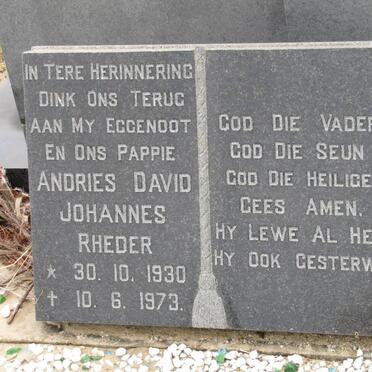 IN TERE HERINNERING
DINK ONS TERUG
AAN MY EGGENOOT
EN ONS PAPPIE
ANDRIES DAVID
JOHANNES
RHEDER
* 30. 10. 1930
† 10. 6. 1973.
GOD DIE VADER
GOD DIE SEUN
GOD DIE HEILIGE
GEES AMEN.
HY LEWE AL HE
HY OOK GESTERW